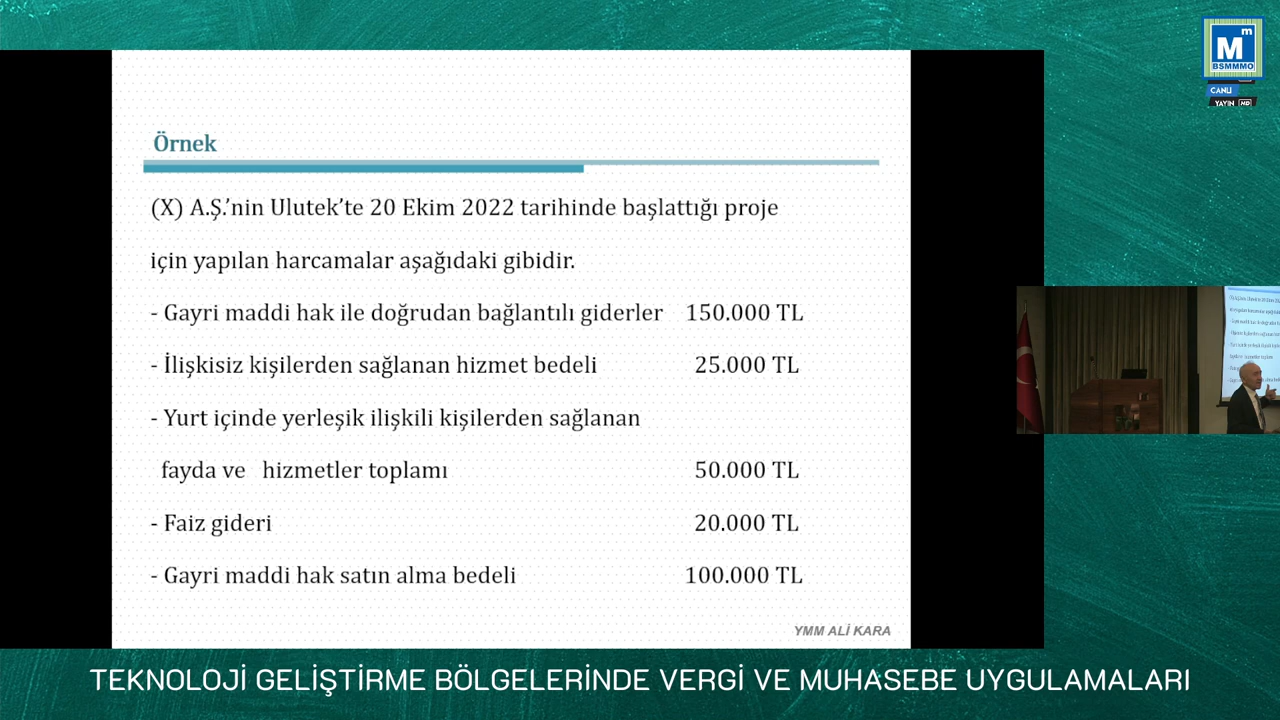 Örnek
(X) A.Ş.'nin Ulutek'te 20 Ekim 2022 tarihinde başlattığı proje
için yapılan harcamalar aşağıdaki gibidir.
- Gayri maddi hak ile doğrudan bağlantılı giderler 150.000 TL
- İlişkisiz kişilerden sağlanan hizmet bedeli 25.000 TL
- Yurt içinde yerleşik ilişkili kişilerden sağlanan
fayda ve hizmetler toplamı 50.000 TL
- Faiz gideri 20.000 TL
- Gayri maddi hak satın alma bedeli 100.000 TL
YMM ALİ KARA
Mm
BSMMMO
CANLI
YAYIN HD
TEKNOLOJİ GELİŞTİRME BÖLGELERİNDE VERGİ VE MUHASEBE UYGULAMALARI